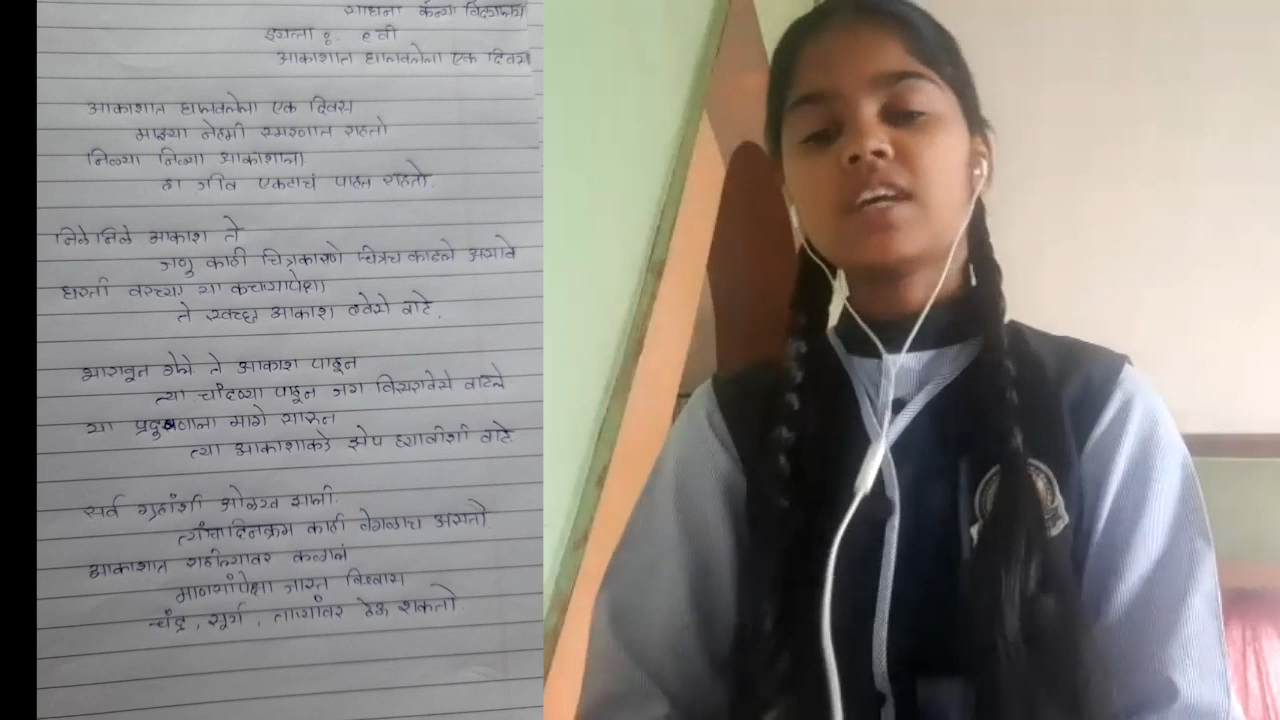 साधना कन्या विद्यालय
इयत्ता : ९ वी
आकाशात घालवलेला एक दिवस
आकाशात घालवलेला एक दिवस
माझ्या नेहमी स्मरणात राहतो
निळ्या निळ्या आकाशाला
हा जीव एकटाचं पाहत राहतो.
निळे निळे आकाश ते
जणु काही चित्रकाराने चित्रच काढले असावे
धरती वरच्या या कचऱ्यापेक्षा
ते स्वच्छ आकाश हवेसे वाटे.
भारावून गेले ते आकाश पाहून
त्या चांदण्या पाहून जग विसरावेसे वाटले
या प्रदूषणाला मागे सारून
त्या आकाशाकडे झेप घ्यावीशी वाटे
सर्व ग्रहांशी ओळख झाली.
त्यांचा दिनक्रम काही वेगळाच असतो
आकाशात राहील्यावर कळालं
माणसांपेक्षा जास्त विश्वास
चंद्र, सूर्य, ताऱ्यांवर ठेऊ शकतो.